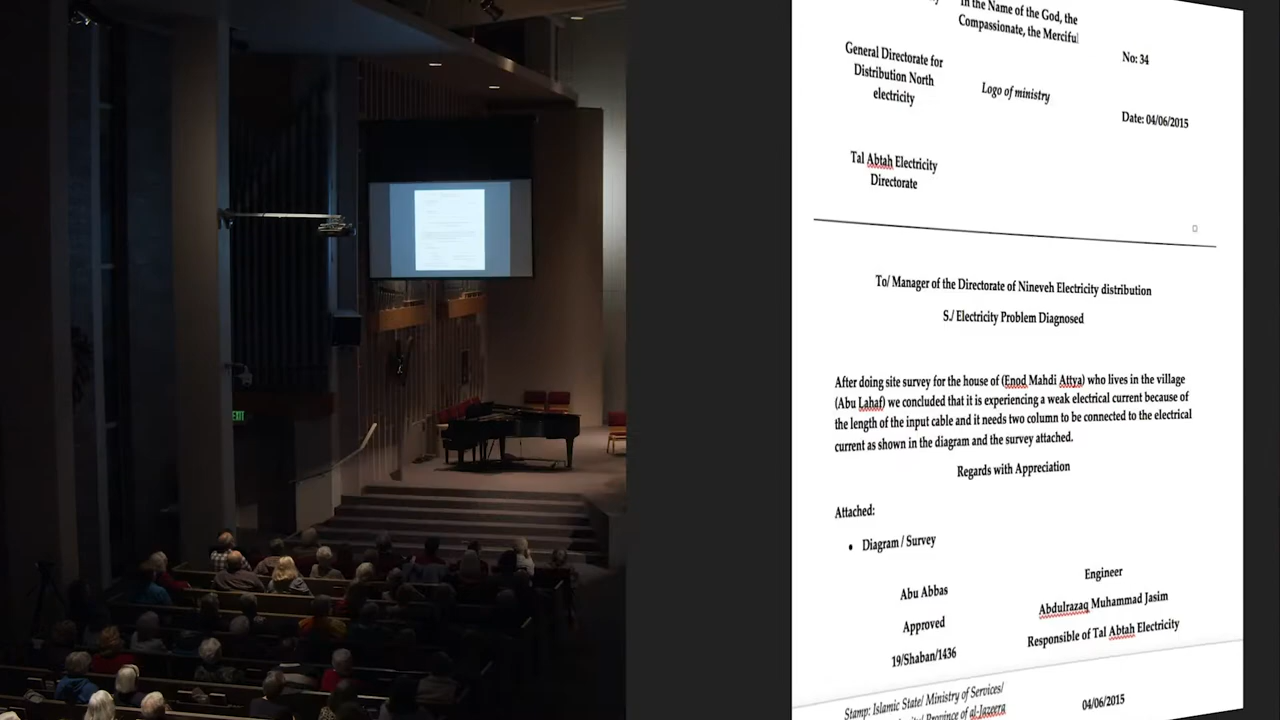 In the Name of the God, the
Compassionate, the Merciful
No: 34
General Directorate for
Distribution North
electricity
Logo of ministry
Date: 04/06/2015
Tal Abtah Electricity
Directorate
To/ Manager of the Directorate of Nineveh Electricity distribution
S./ Electricity Problem Diagnosed
After doing site survey for the house of (Enod Mahdi Attya) who lives in the village
(Abu Lahaf) we concluded that it is experiencing a weak electrical current because of
the length of the input cable and it needs two column to be connected to the electrical
current as shown in the diagram and the survey attached.
Regards with Appreciation
Attached:
• Diagram / Survey
Abu Abbas
Approved
19/Shaban/1436
Engineer
Abdulrazaq Muhammad Jasim
Responsible of Tal Abtah Electricity
Stamp: Islamic State/ Ministry of Services/
Province of al-Jazeera
04/06/2015
EXIT